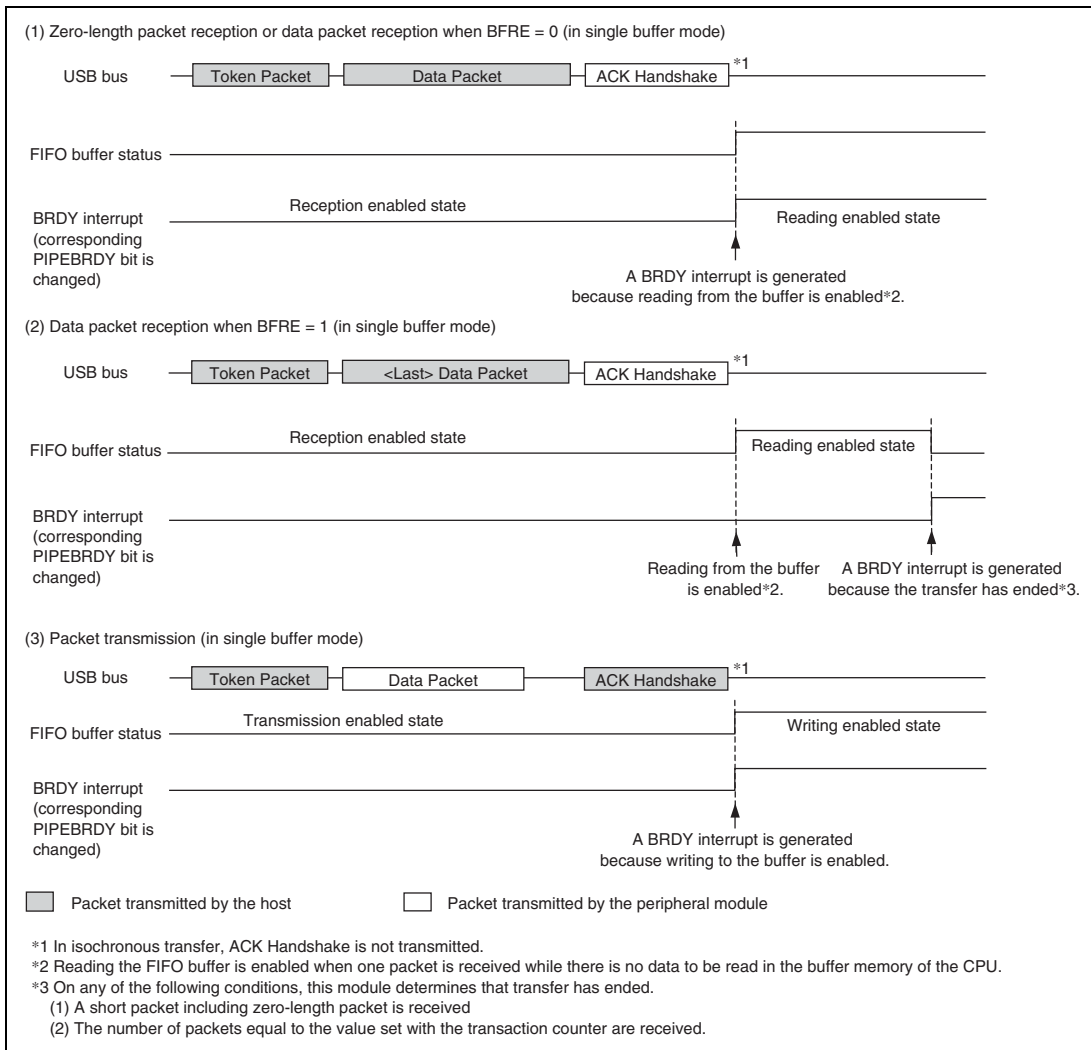 (1) Zero-length packet reception or data packet reception when BFRE = 0 (in single buffer mode)
USB bus
Token Packet
Data Packet
ACK Handshake
*1
FIFO buffer status
BRDY interrupt
(corresponding
PIPEBRDY bit is
changed)
Reception enabled state
Reading enabled state
A BRDY interrupt is generated
because reading from the buffer is enabled*2.
(2) Data packet reception when BFRE = 1 (in single buffer mode)
USB bus
Token Packet
<Last> Data Packet
ACK Handshake
*1
FIFO buffer status
Reception enabled state
Reading enabled state
BRDY interrupt
(corresponding
PIPEBRDY bit is
changed)
Reading from the buffer
is enabled*2.
A BRDY interrupt is generated
because the transfer has ended*3.
(3) Packet transmission (in single buffer mode)
USB bus
Token Packet
Data Packet
ACK Handshake
*1
FIFO buffer status
Transmission enabled state
Writing enabled state
BRDY interrupt
(corresponding
PIPEBRDY bit is
changed)
A BRDY interrupt is generated
because writing to the buffer is enabled.
Packet transmitted by the host
Packet transmitted by the peripheral module
*1 In isochronous transfer, ACK Handshake is not transmitted.
*2 Reading the FIFO buffer is enabled when one packet is received while there is no data to be read in the buffer memory of the CPU.
*3 On any of the following conditions, this module determines that transfer has ended.
(1) A short packet including zero-length packet is received
(2) The number of packets equal to the value set with the transaction counter are received.